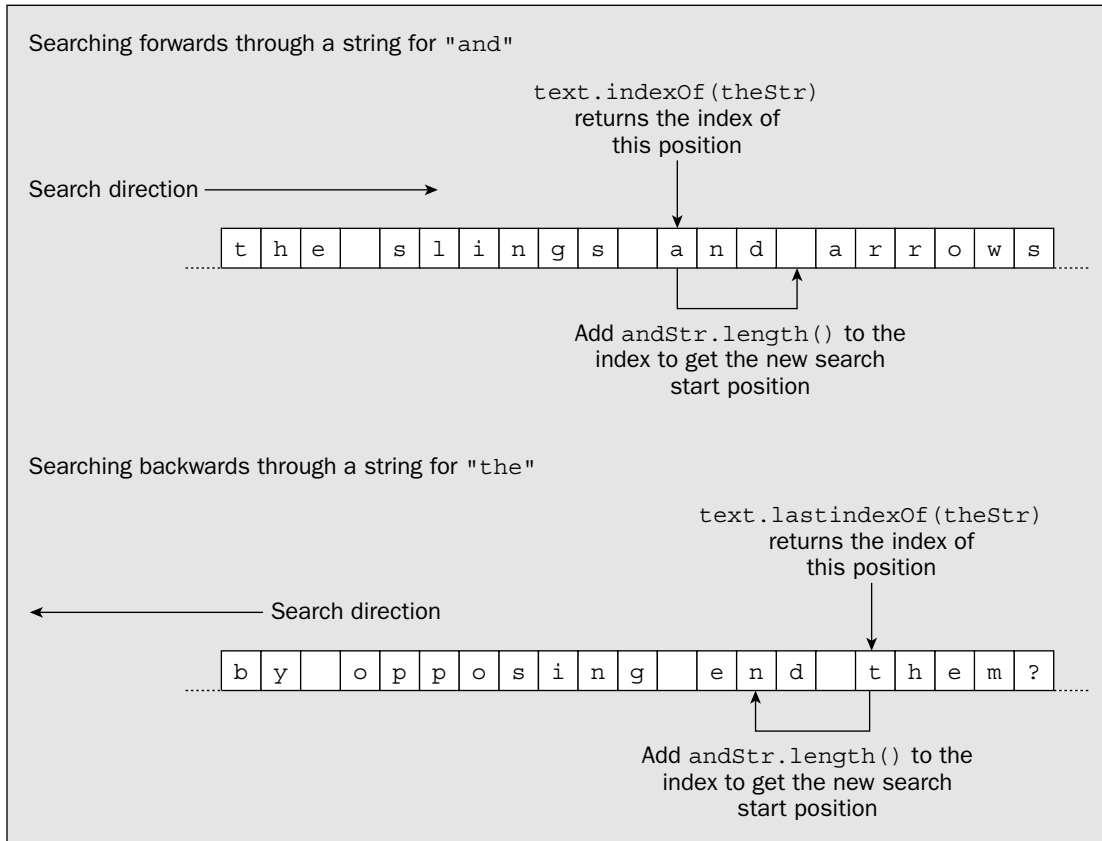 Searching forwards through a string for "and"
text.indexOf(theStr)
returns the index of
this position
Search direction
t h e s l i n g s a n d a r r o w s
Add andStr.length() to the
index to get the new search
start position
Searching backwards through a string for "the"
text.lastindexOf(theStr)
returns the index of
this position
Search direction
b y o p p o s i n g e n d t h e m ?
Add andStr.length() to the
index to get the new search
start position